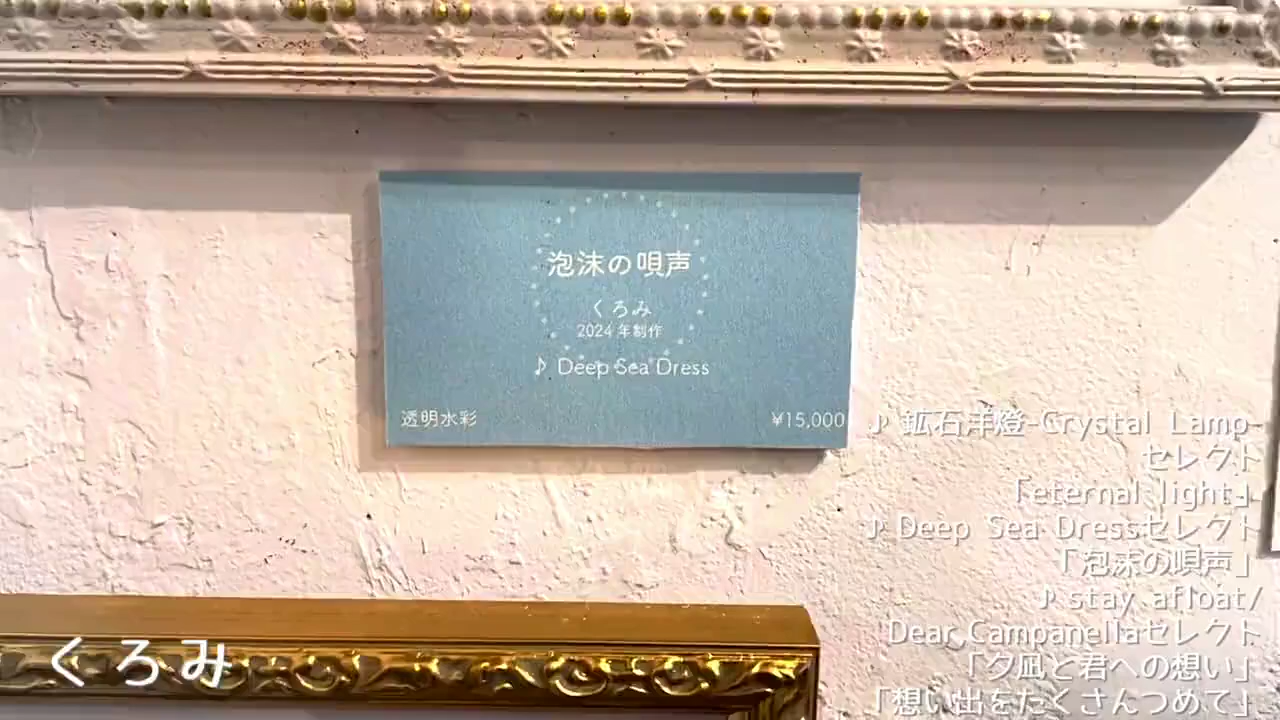 泡沫の唄声
くろみ
2024年制作
♪ Deep Sea Dress
透明水彩
¥15,000
♪ 鉱石洋燈-Crystal Lamp-
セレクト
「eternal light」
♪ Deep Sea Dressセレクト
「泡沫の唄声」
♪ stay afloat/
Dear Campanellaセレクト
「夕凪と君への想い」
「想い出をたくさんつめて」
くろみ